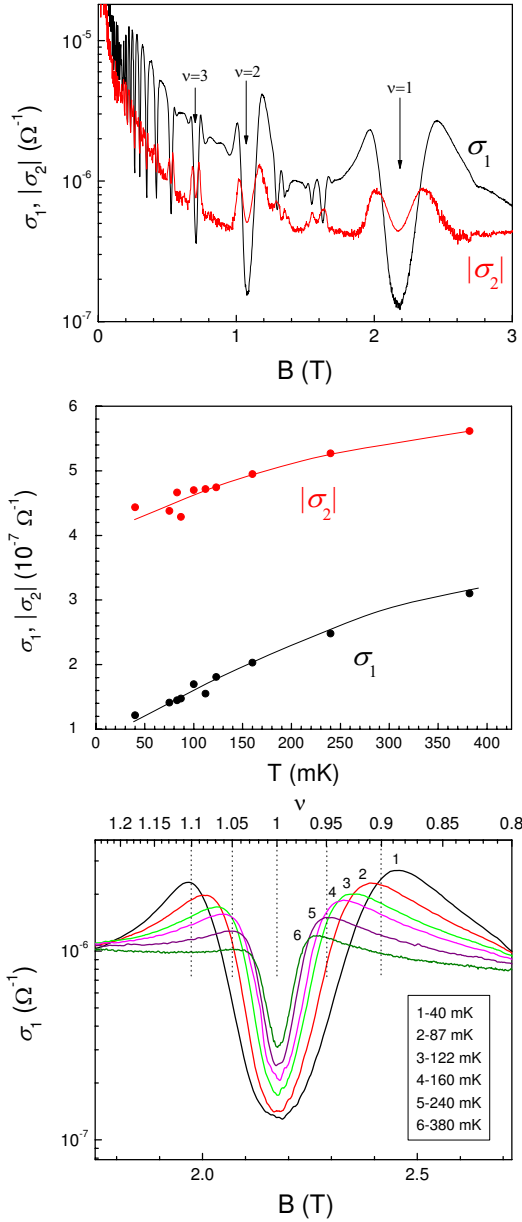 10⁻⁵
10⁻⁶
10⁻⁷
σ₁, |σ₂| (Ω⁻¹)
ν=3
ν=2
ν=1
σ₁
|σ₂|
0 1 2 3
B (T)
6
5
4
3
2
1
σ₁, |σ₂| (10⁻⁷ Ω⁻¹)
|σ₂|
σ₁
0 50 100 150 200 250 300 350 400
T (mK)
ν
1.2 1.15 1.1 1.05 1 0.95 0.9 0.85 0.8
10⁻⁶
10⁻⁷
σ₁ (Ω⁻¹)
1
2
3
4
5
6
1-40 mK
2-87 mK
3-122 mK
4-160 mK
5-240 mK
6-380 mK
2.0 2.5
B (T)